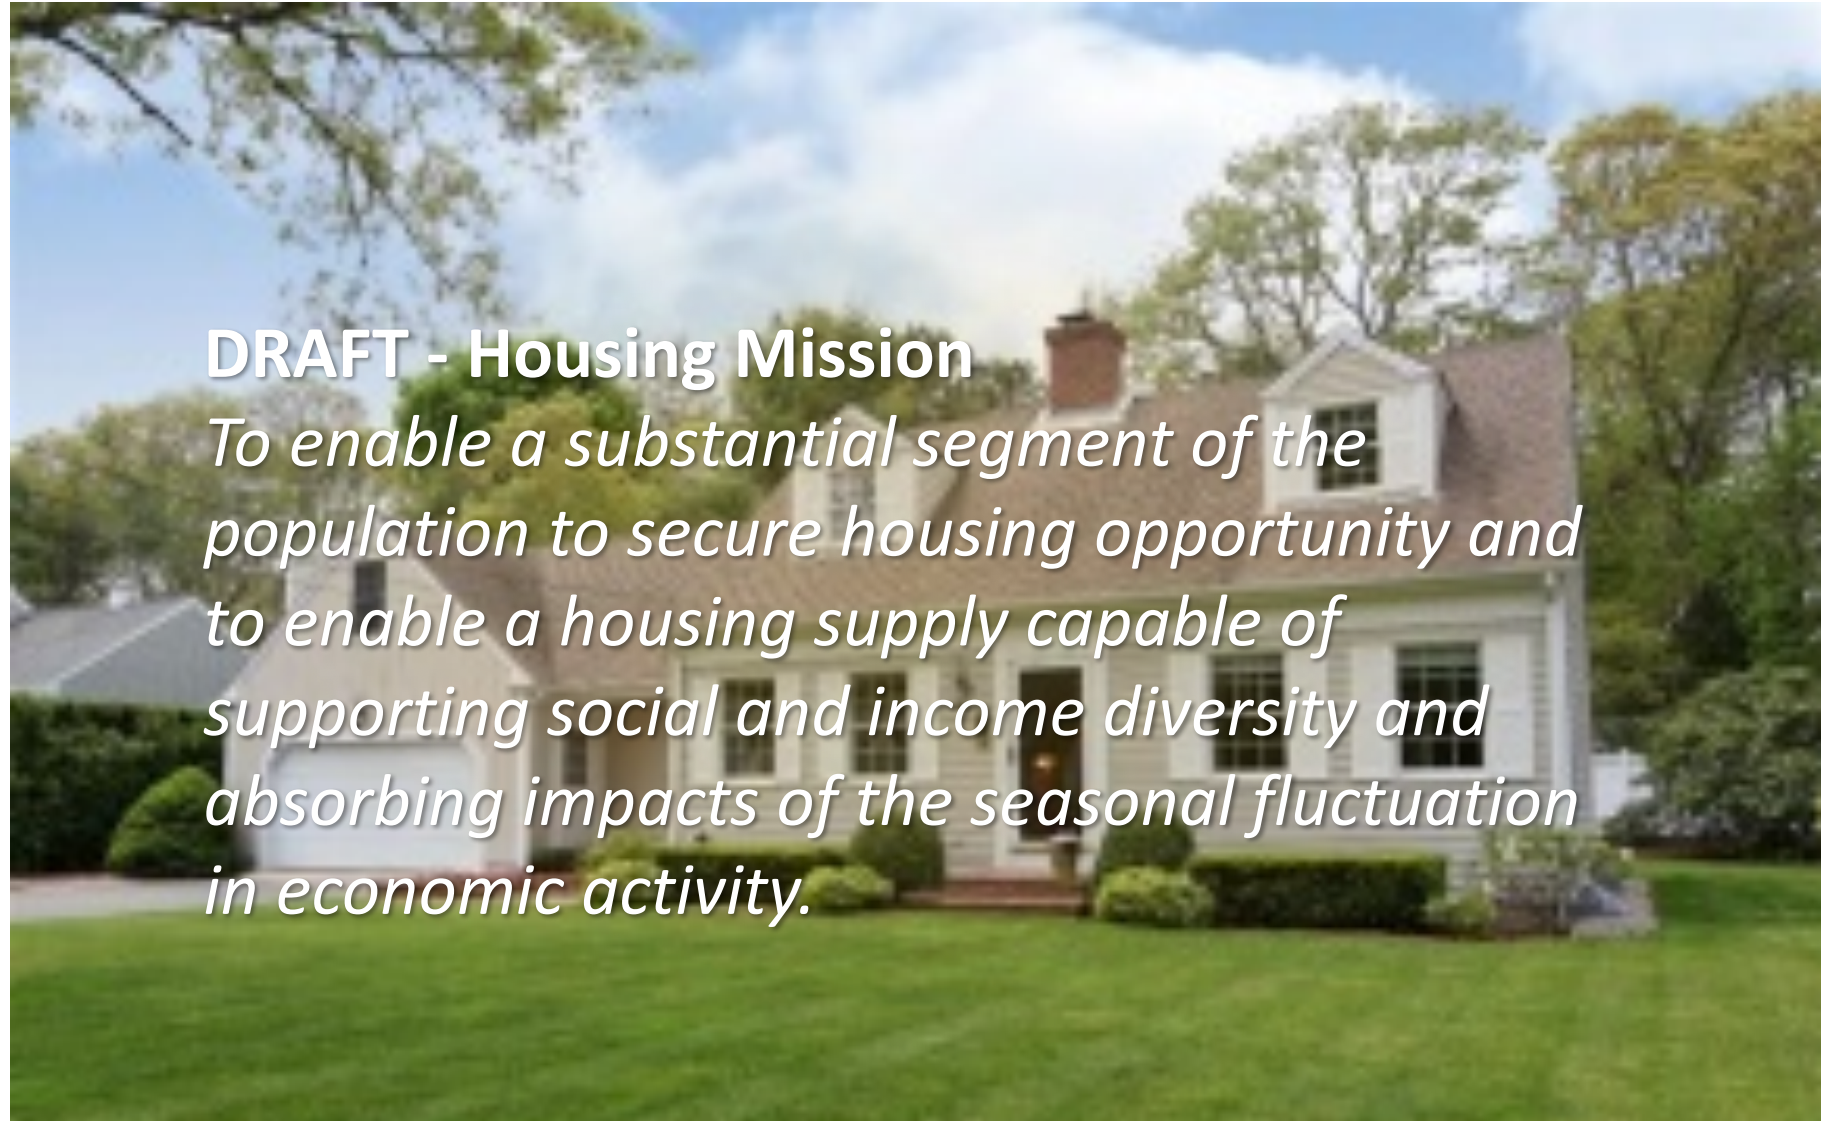 DRAFT - Housing Mission
To enable a substantial segment of the
population to secure housing opportunity and
to enable a housing supply capable of
supporting social and income diversity and
absorbing impacts of the seasonal fluctuation
in economic activity.